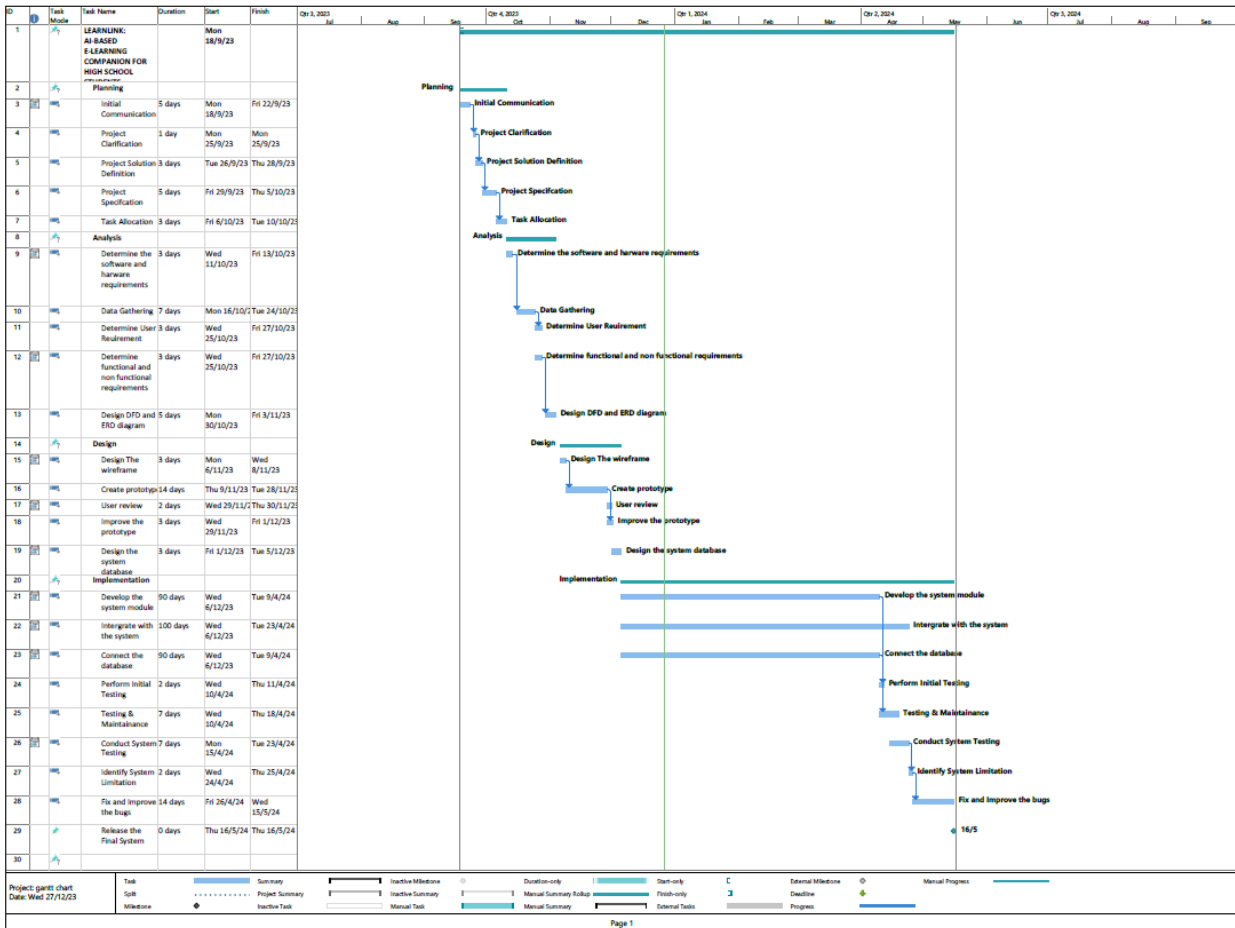 ID Task Mode Task Name Duration Start Finish Qtr 3, 2023 Qtr 4, 2023 Qtr 1, 2024 Qtr 2, 2024 Qtr 3, 2024
Jul Aug Sep Oct Nov Dec Jan Feb Mar Apr May Jun Jul Aug Sep
1 LEARNLINK: Mon
AI-BASED 18/9/23
E-LEARNING
COMPANION FOR
HIGH SCHOOL
2 Planning Planning
3 Initial 5 days Mon Fri 22/9/23 Initial Communication
Communication 18/9/23
4 Project 1 day Mon Mon Project Clarification
Clarification 25/9/23 25/9/23
5 Project Solution 3 days Tue 26/9/23 Thu 28/9/23 Project Solution Definition
Definition
6 Project 5 days Fri 29/9/23 Thu 5/10/23 Project Specifcation
Specifcation
7 Task Allocation 3 days Fri 6/10/23 Tue 10/10/23 Task Allocation
8 Analysis Analysis
9 Determine the 3 days Wed Fri 13/10/23 Determine the software and harware requirements
software and 11/10/23
harware
requirements
10 Data Gathering 7 days Mon 16/10/2 Tue 24/10/23 Data Gathering
11 Determine User 3 days Wed Fri 27/10/23 Determine User Reuirement
Reuirement 25/10/23
12 Determine 3 days Wed Fri 27/10/23 Determine functional and non functional requirements
functional and 25/10/23
non functional
requirements
13 Design DFD and 5 days Mon Fri 3/11/23 Design DFD and ERD diagram
ERD diagram 30/10/23
14 Design Design
15 Design The 3 days Mon Wed Design The wireframe
wireframe 6/11/23 8/11/23
16 Create prototype 14 days Thu 9/11/23 Tue 28/11/23 Create prototype
17 User review 2 days Wed 29/11/2 Thu 30/11/23 User review
18 Improve the 3 days Wed Fri 1/12/23 Improve the prototype
prototype 29/11/23
19 Design the 3 days Fri 1/12/23 Tue 5/12/23 Design the system database
system
database
20 Implementation Implementation
21 Develop the 90 days Wed Tue 9/4/24 Develop the system module
system module 6/12/23
22 Intergrate with 100 days Wed Tue 23/4/24 Intergrate with the system
the system 6/12/23
23 Connect the 90 days Wed Tue 9/4/24 Connect the database
database 6/12/23
24 Perform Initial 2 days Wed Thu 11/4/24 Perform Initial Testing
Testing 10/4/24
25 Testing & 7 days Wed Thu 18/4/24 Testing & Maintainance
Maintainance 10/4/24
26 Conduct System 7 days Mon Tue 23/4/24 Conduct System Testing
Testing 15/4/24
27 Identify System 2 days Wed Thu 25/4/24 Identify System Limitation
Limitation 24/4/24
28 Fix and Improve 14 days Fri 26/4/24 Wed Fix and Improve the bugs
the bugs 15/5/24
29 Release the 0 days Thu 16/5/24 Thu 16/5/24 16/5
Final System
30
Project: gantt chart
Date: Wed 27/12/23
Task Summary Inactive Milestone Duration-only Start-only External Milestone Manual Progress
Split Project Summary Inactive Summary Manual Summary Rollup Finish-only Deadline
Milestone Inactive Task Manual Task Manual Summary External Tasks Progress
Page 1